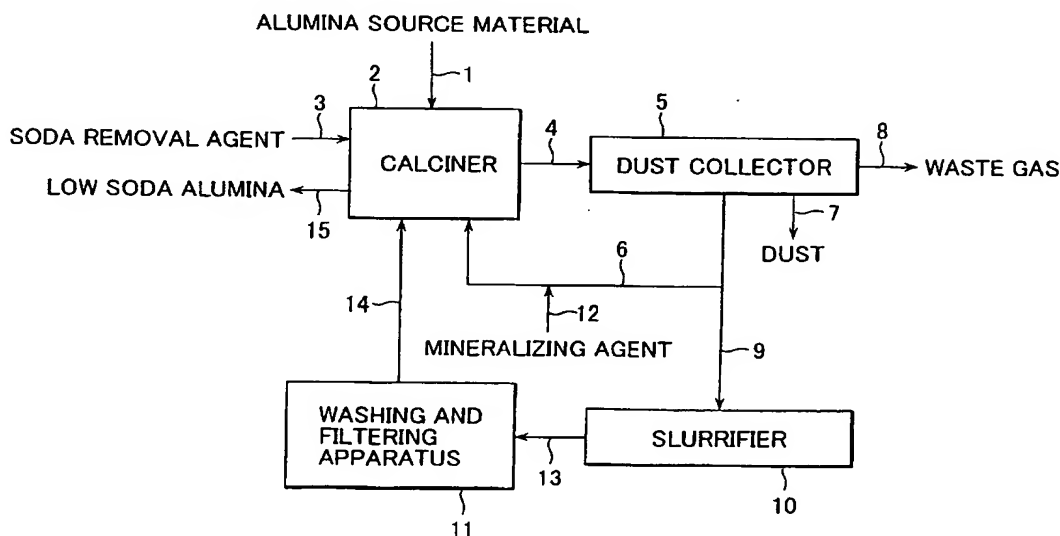 ALUMINA SOURCE MATERIAL
1
2
3
SODA REMOVAL AGENT
CALCINER
4
5
DUST COLLECTOR
8
WASTE GAS
LOW SODA ALUMINA
15
7
DUST
6
14
12
MINERALIZING AGENT
9
WASHING AND
FILTERING
APPARATUS
13
SLURRIFIER
11
10